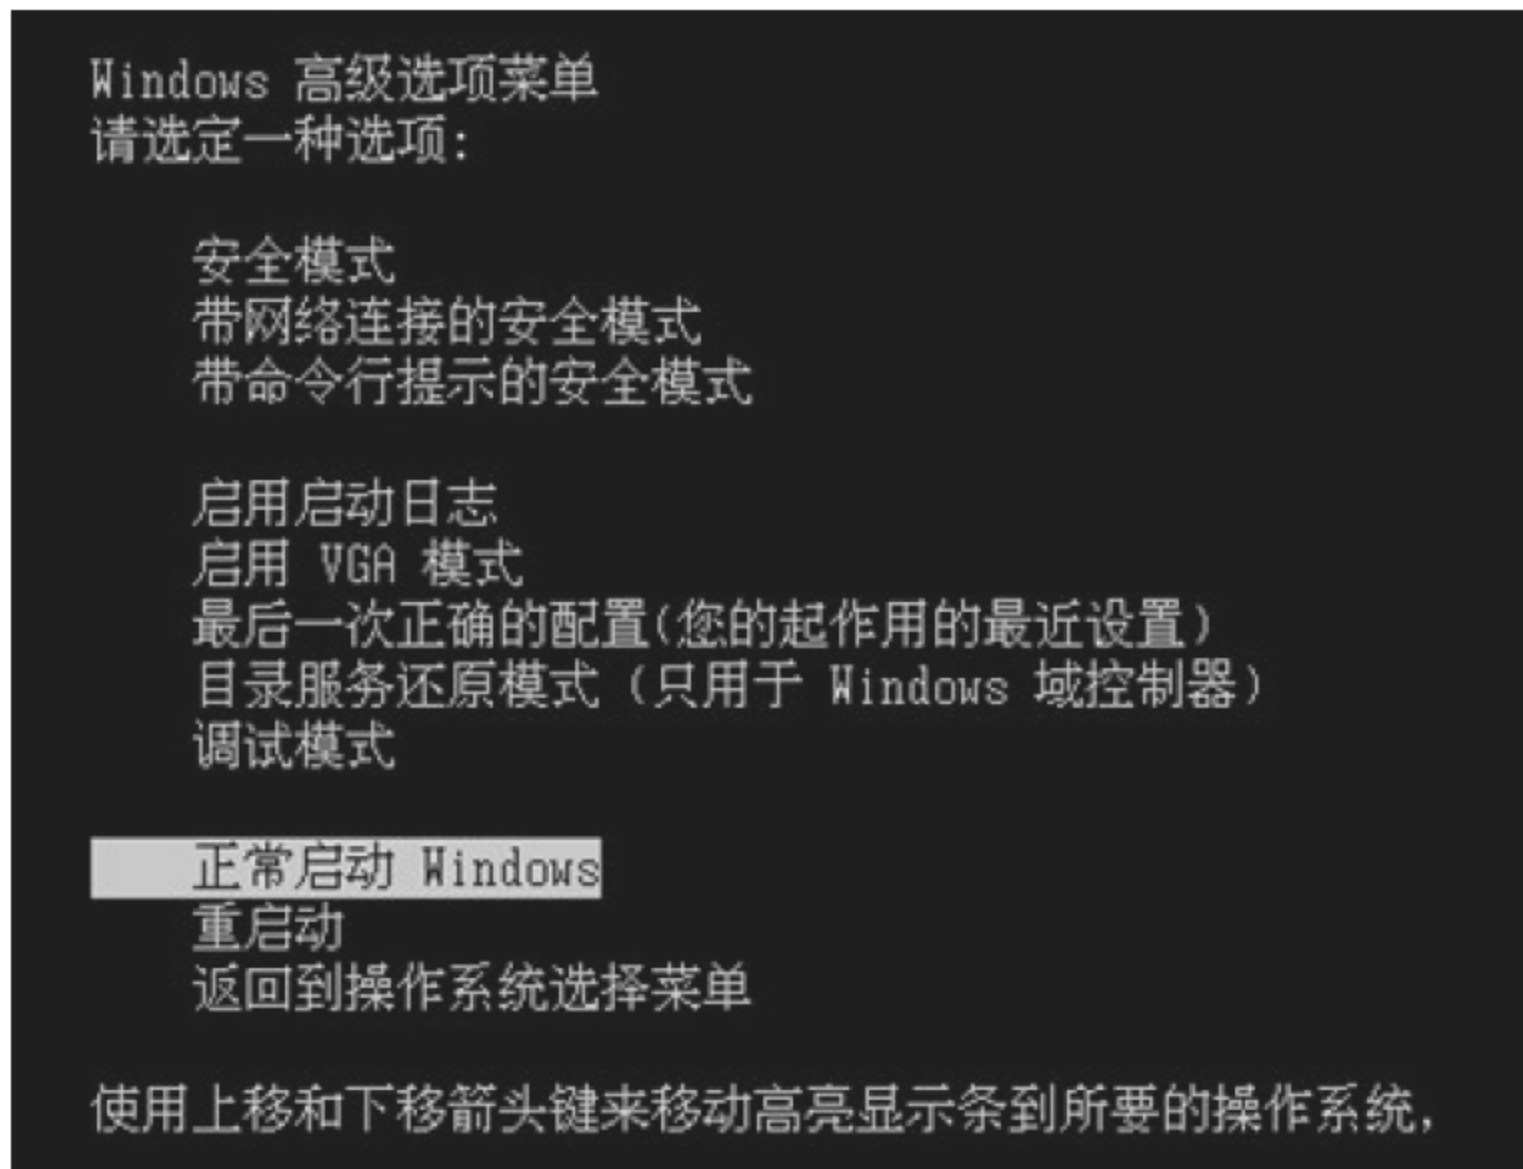 Windows 高级选项菜单
请选定一种选项:
安全模式
带网络连接的安全模式
带命令行提示的安全模式
启用启动日志
启用 VGA 模式
最后一次正确的配置(您的起作用的最近设置)
目录服务还原模式 (只用于 Windows 域控制器)
调试模式
正常启动 Windows
重启动
返回到操作系统选择菜单
使用上移和下移箭头键来移动高亮显示条到所要的操作系统,